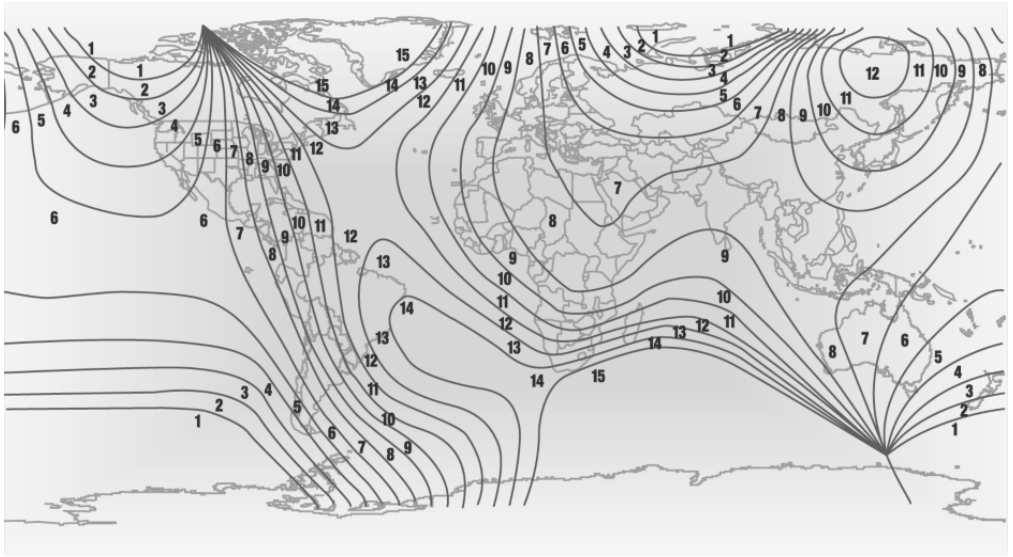 1 15 8 7 6 5 4 3 2 1 1
2 1 15 14 13 10 9 2 12 11 10 9 8
3 2 14 12 11 3 4 11
4 3 13 5 6 7 8 9 10
6 5 4 5 6 7 8 9 10 11 12
7
6 6 7 8 9 10 11 12 8
13 9 9
14 10 11 12 13 10 11
13 12 14 13 12 11 8 7 6 5
14 15 4
1 2 3 4 5 11 10 3 2 1
6 7 8 9